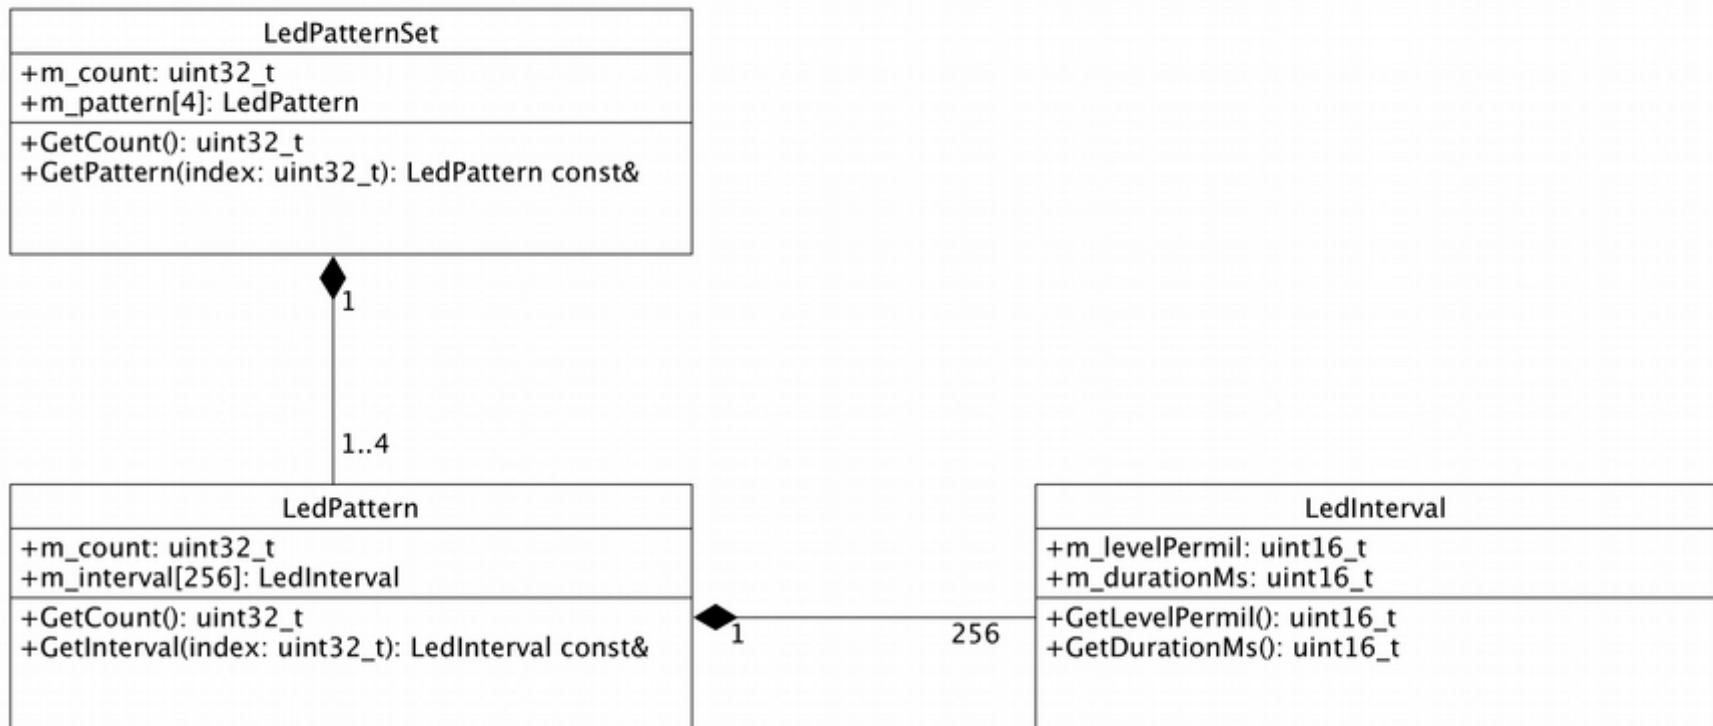 LedPatternSet
+m_count: uint32_t
+m_pattern[4]: LedPattern
+GetCount(): uint32_t
+GetPattern(index: uint32_t): LedPattern const&
1
1..4
LedPattern
+m_count: uint32_t
+m_interval[256]: LedInterval
+GetCount(): uint32_t
+GetInterval(index: uint32_t): LedInterval const&
1
256
LedInterval
+m_levelPermil: uint16_t
+m_durationMs: uint16_t
+GetLevelPermil(): uint16_t
+GetDurationMs(): uint16_t